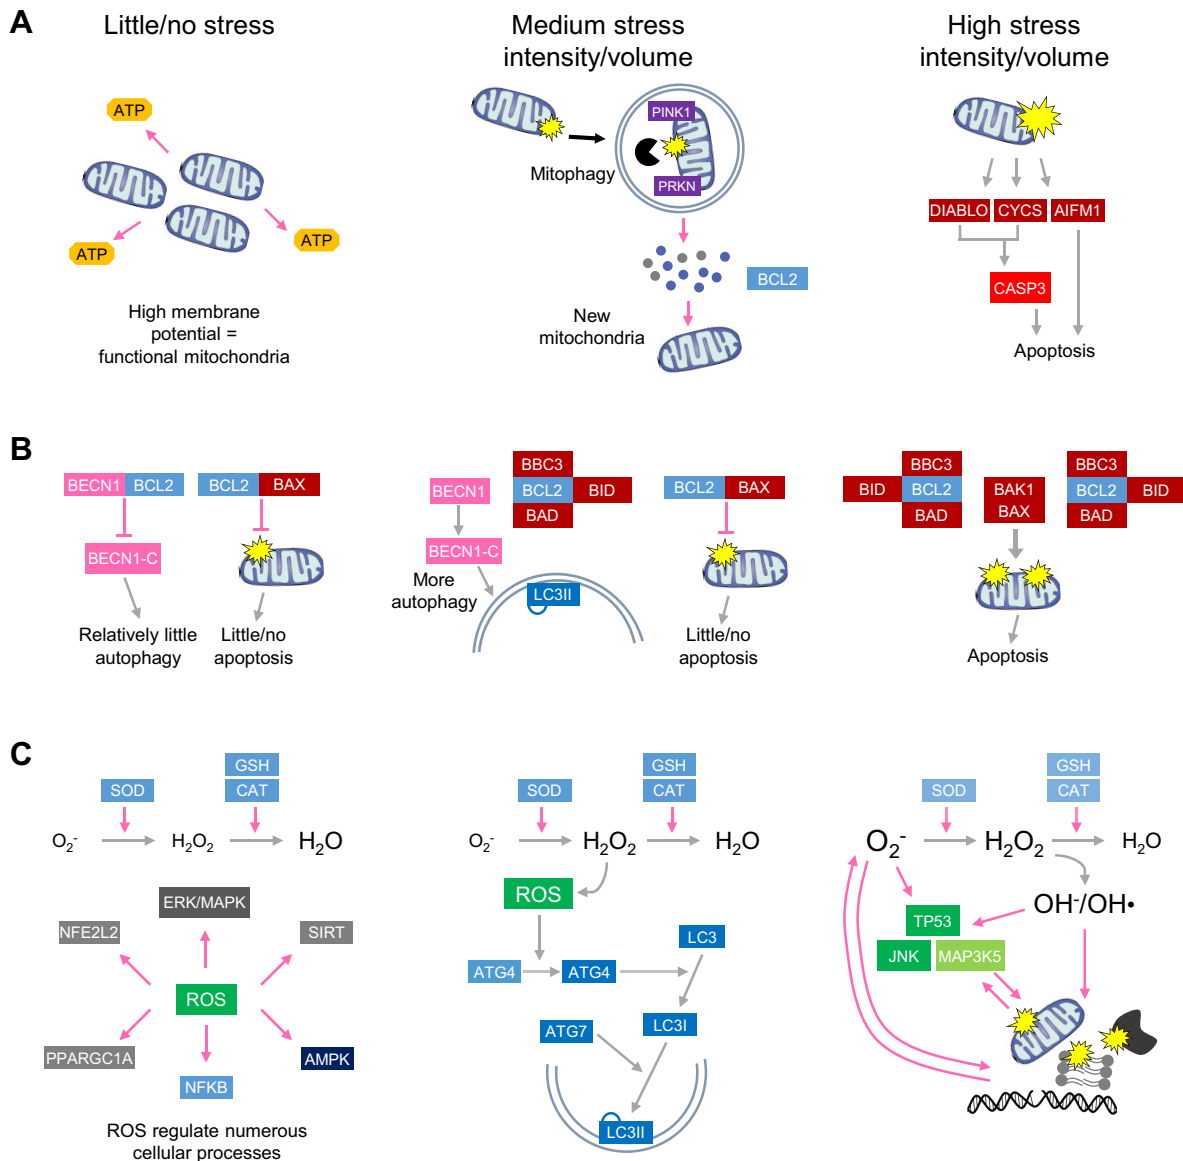 A
Little/no stress
Medium stress
intensity/volume
High stress
intensity/volume
ATP
ATP
ATP
High membrane
potential =
functional mitochondria
PINK1
PRKN
Mitophagy
BCL2
New
mitochondria
DIABLO
CYCS
AIFM1
CASP3
Apoptosis
B
BECN1
BCL2
BCL2
BAX
BECN1-C
Relatively little
autophagy
Little/no
apoptosis
BECN1
BBC3
BCL2
BID
BAD
BECN1-C
More
autophagy
LC3II
BCL2
BAX
Little/no
apoptosis
BBC3
BID
BCL2
BAD
BAK1
BAX
BBC3
BCL2
BID
BAD
Apoptosis
C
SOD
GSH
CAT
O₂⁻
H₂O₂
H₂O
ERK/MAPK
NFE2L2
SIRT
ROS
PPARGC1A
AMPK
NFKB
ROS regulate numerous
cellular processes
SOD
GSH
CAT
O₂⁻
H₂O₂
H₂O
ROS
LC3
ATG4
ATG4
ATG7
LC3I
LC3II
SOD
GSH
CAT
O₂⁻
H₂O₂
H₂O
OH⁻/OH•
TP53
JNK
MAP3K5